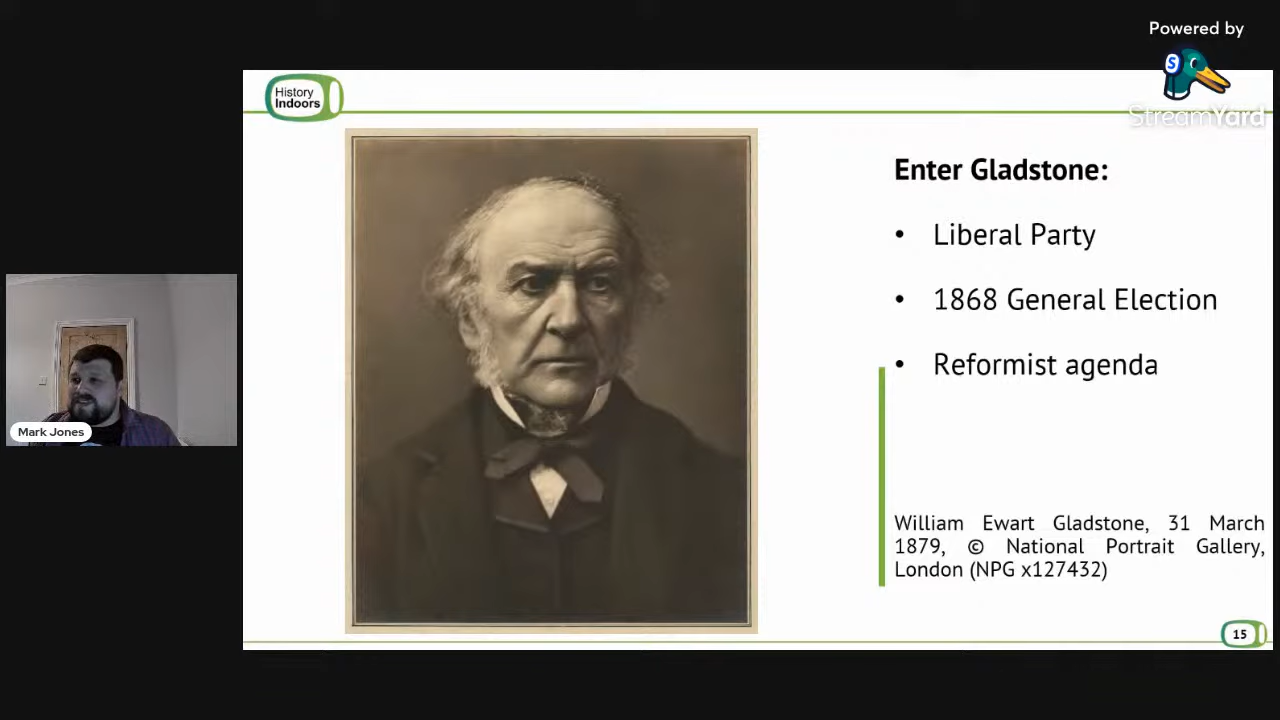 Powered by
StreamYard
History
Indoors
Enter Gladstone:
• Liberal Party
• 1868 General Election
• Reformist agenda
Mark Jones
William Ewart Gladstone, 31 March
1879, © National Portrait Gallery,
London (NPG x127432)
15